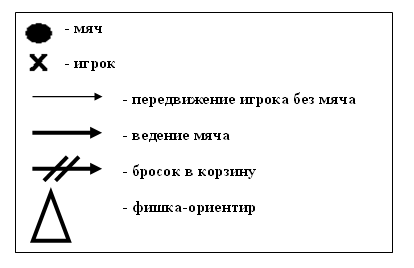 - мяч
- игрок
- передвижение игрока без мяча
- ведение мяча
- бросок в корзину
- фишка-ориентир